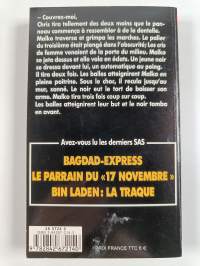 — Couvrez-moi.
Chris tira tellement des deux mains que le pan-
neau commença à ressembler à de la dentelle.
Malko traversa et grimpa les marches. Le palier
du troisième était plongé dans l'obscurité; Les cris
de femme venaient de la porte du milieu. Malko
se jeta dessus et elle vola en éclats. Un jeune noir
se dressa devant lui, un automatique au poing.
Il tira deux fois. Les balles atteignirent Malko en
pleine poitrine. Sous le choc, il recula jusqu'au
mur, sonné. Le noir eut le tort de baisser son
arme. Malko tira trois fois coup sur coup.
Les balles atteignirent leur but et le noir tomba
en avant.
Avez-vous lu les derniers SAS
BAGDAD-EXPRESS
LE PARRAIN DU «17 NOVEMBRE»
BIN LADEN: LA TRAQUE
PRIX FRANCE TTC 6 €